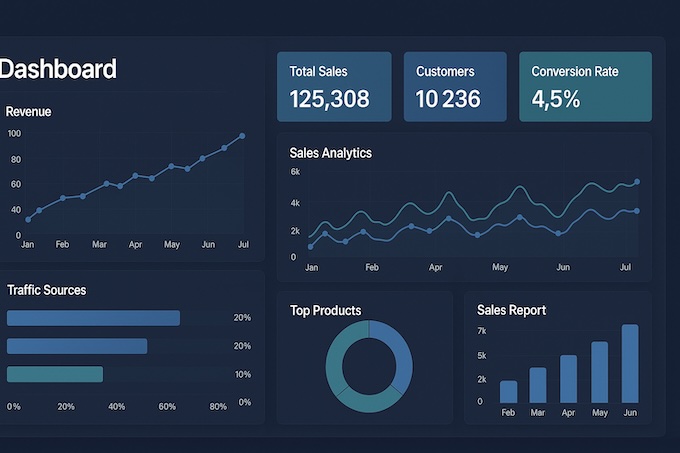 Dashboard
Revenue
100
80
60
40
0
Jan Feb Mar Apr May Jun Jul
Traffic Sources
20%
20%
10%
0%
0% 20% 40% 60% 80%
Total Sales
125,308
Customers
10 236
Conversion Rate
4,5%
Sales Analytics
6k
4k
2k
0
Jan Feb Apr May Jun Jul
Top Products
Sales Report
7k
5k
2k
0
Feb Mar Apr May Jun